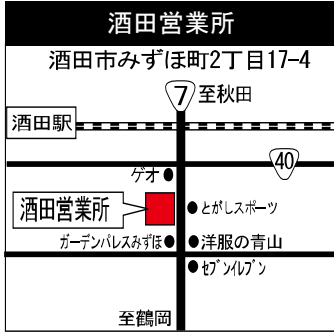 酒田営業所
酒田市みずほ町2丁目17-4
7 至秋田
酒田駅
40
ゲオ
酒田営業所
とがしスポーツ
ガーデンパレスみずほ
洋服の青山
セブンイレブン
至鶴岡